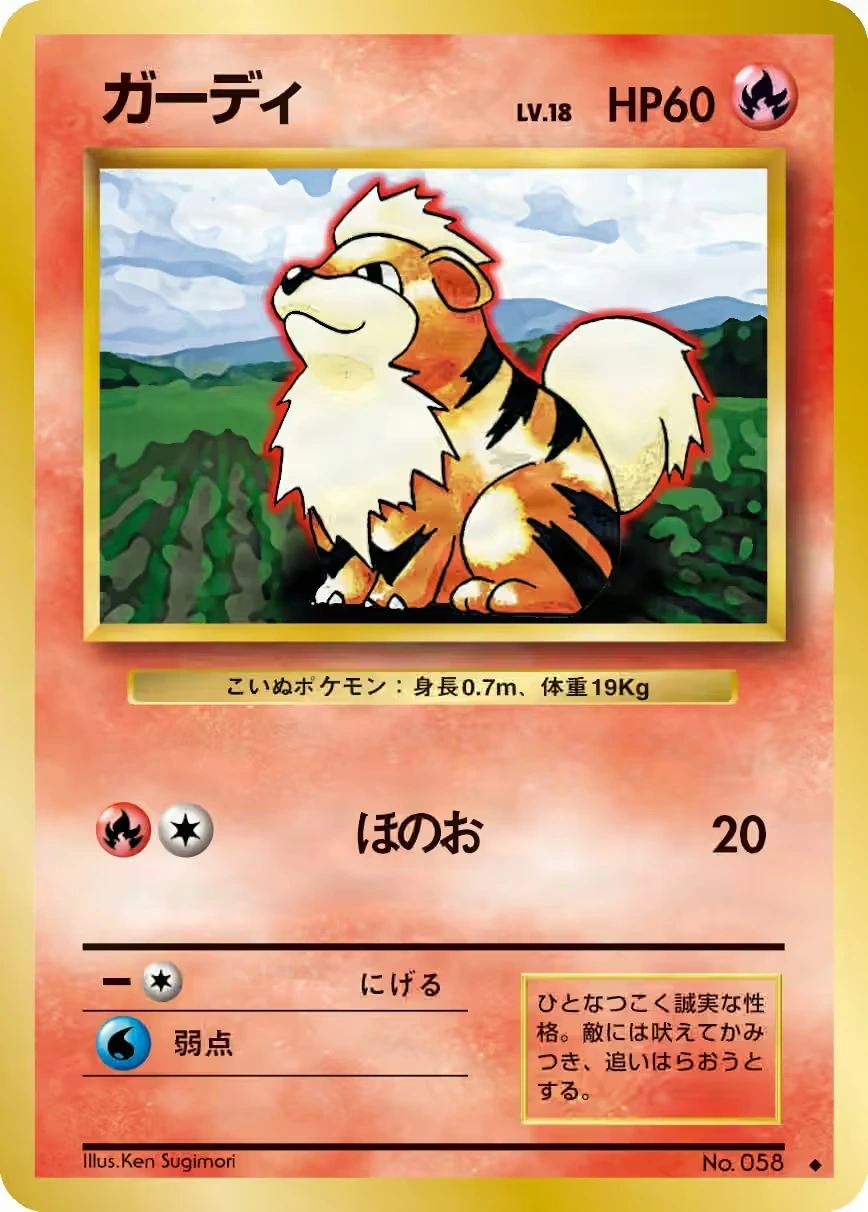 ガーディ LV.18 HP60
こいぬポケモン：身長0.7m、体重19Kg
ほのお 20
− にげる
弱点
ひとなつこく誠実な性
格。敵には吠えてかみ
つき、追いはらおうと
する。
Illus.Ken Sugimori No. 058